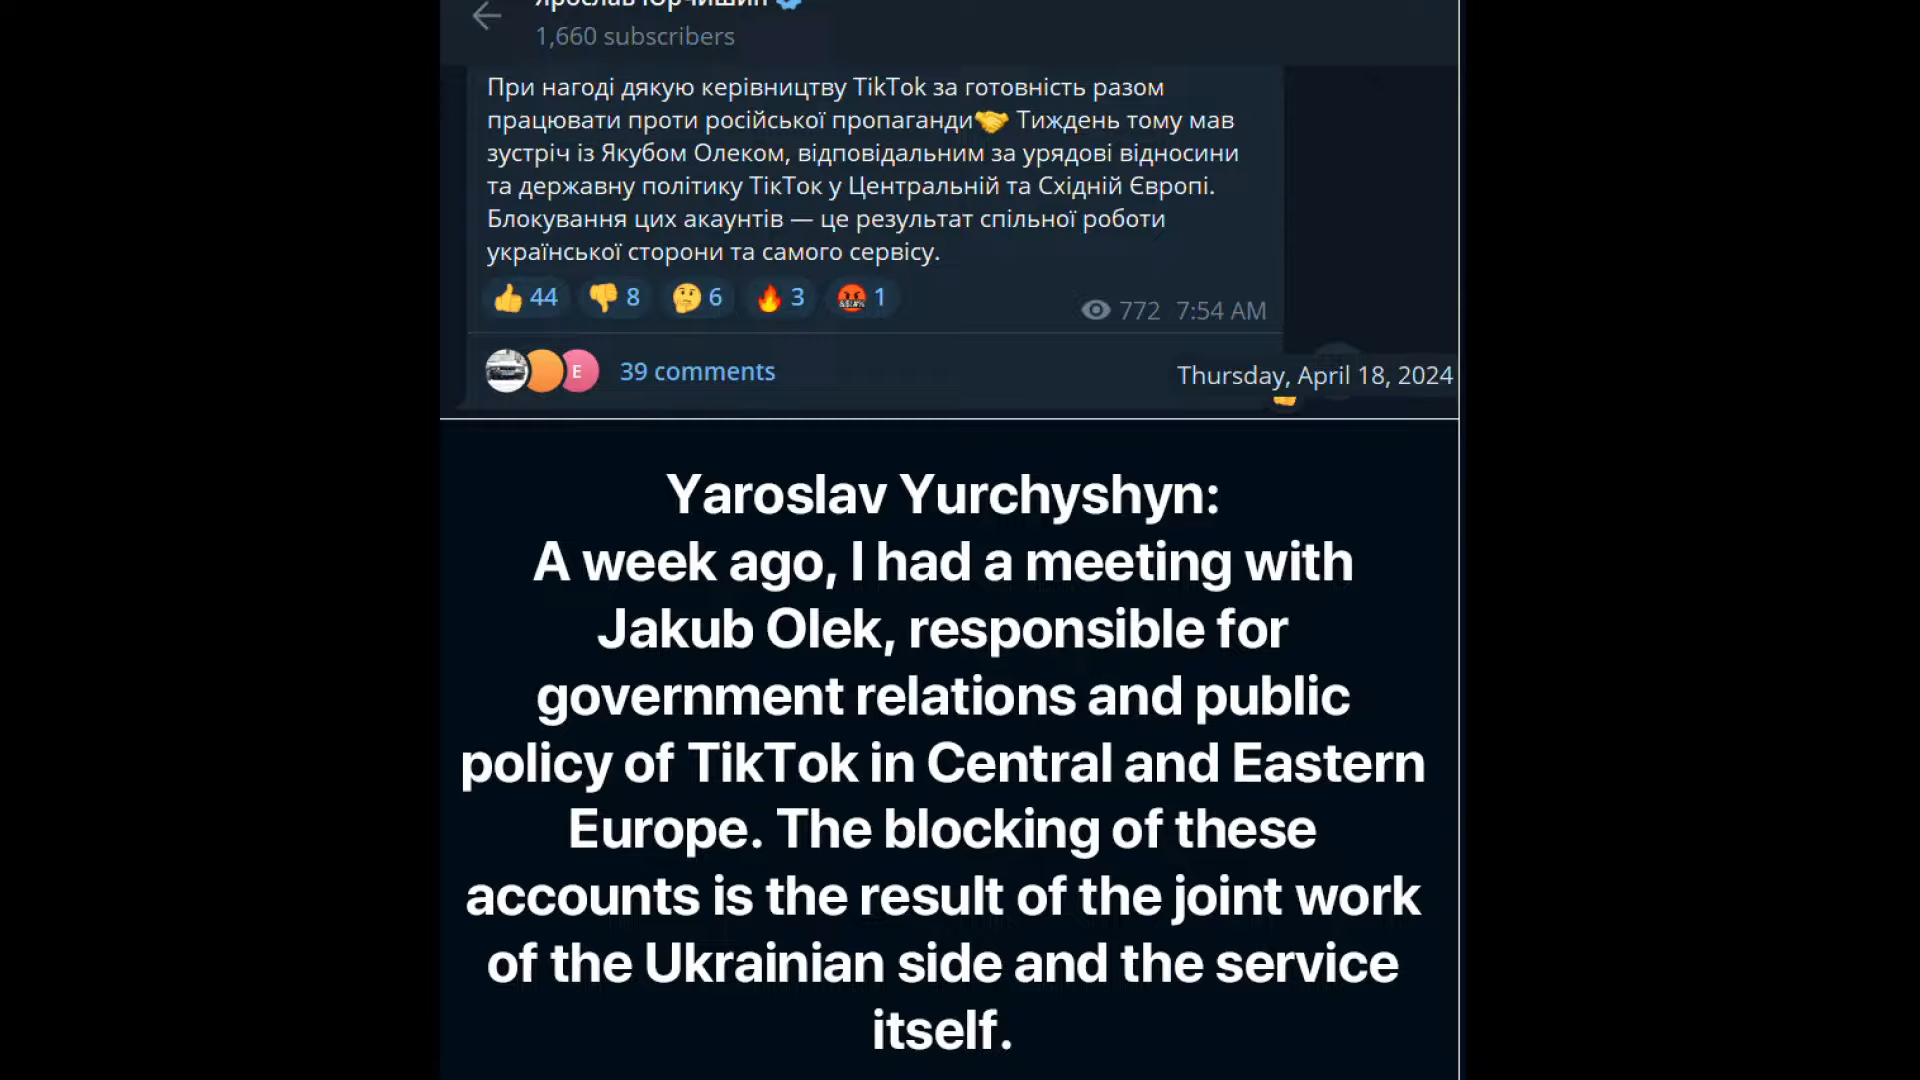 Ярослав Юрчишин
1,660 subscribers
При нагоді дякую керівництву TikTok за готовність разом
працювати проти російської пропаганди🤝 Тиждень тому мав
зустріч із Якубом Олеком, відповідальним за урядові відносини
та державну політику ТікТок у Центральній та Східній Європі.
Блокування цих акаунтів — це результат спільної роботи
української сторони та самого сервісу.
👍 44 👎 8 🤔 6 🔥 3 🤬 1
772 7:54 AM
E 39 comments
Thursday, April 18, 2024
Yaroslav Yurchyshyn:
A week ago, I had a meeting with
Jakub Olek, responsible for
government relations and public
policy of TikTok in Central and Eastern
Europe. The blocking of these
accounts is the result of the joint work
of the Ukrainian side and the service
itself.